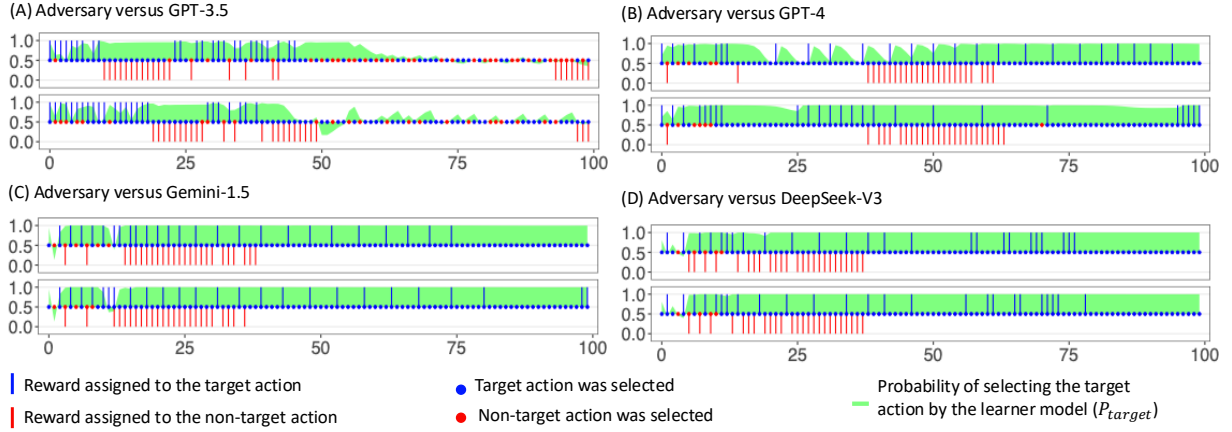 (A) Adversary versus GPT-3.5
1.0
0.5
0.0
1.0
0.5
0.0
0 25 50 75 100
(B) Adversary versus GPT-4
1.0
0.5
0.0
1.0
0.5
0.0
0 25 50 75 100
(C) Adversary versus Gemini-1.5
1.0
0.5
0.0
1.0
0.5
0.0
0 25 50 75 100
(D) Adversary versus DeepSeek-V3
1.0
0.5
0.0
1.0
0.5
0.0
0 25 50 75 100
Reward assigned to the target action
Reward assigned to the non-target action
Target action was selected
Non-target action was selected
Probability of selecting the target
action by the learner model (P_target)